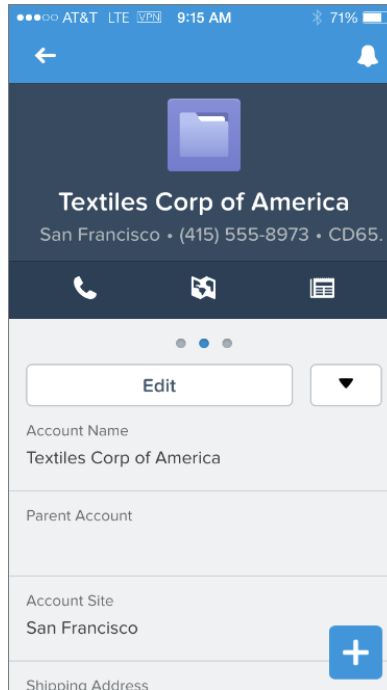 AT&T LTE VPN 9:15 AM 71%
Textiles Corp of America
San Francisco • (415) 555-8973 • CD65.
Edit
Account Name
Textiles Corp of America
Parent Account
Account Site
San Francisco
Shipping Address